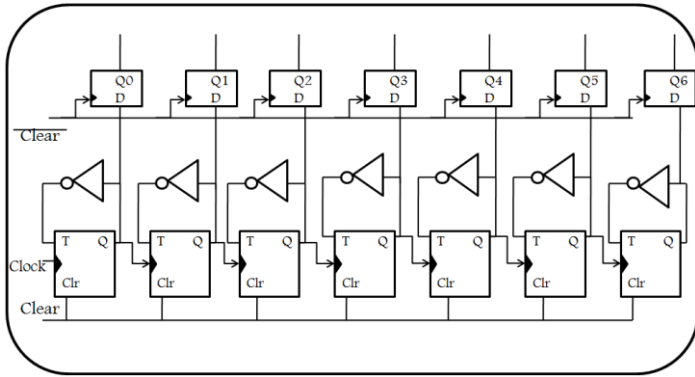 Q0 Q1 Q2 Q3 Q4 Q5 Q6
D D D D D D D
Clear
T Q T Q T Q T Q T Q T Q T Q
Clock
Clr Clr Clr Clr Clr Clr Clr
Clear